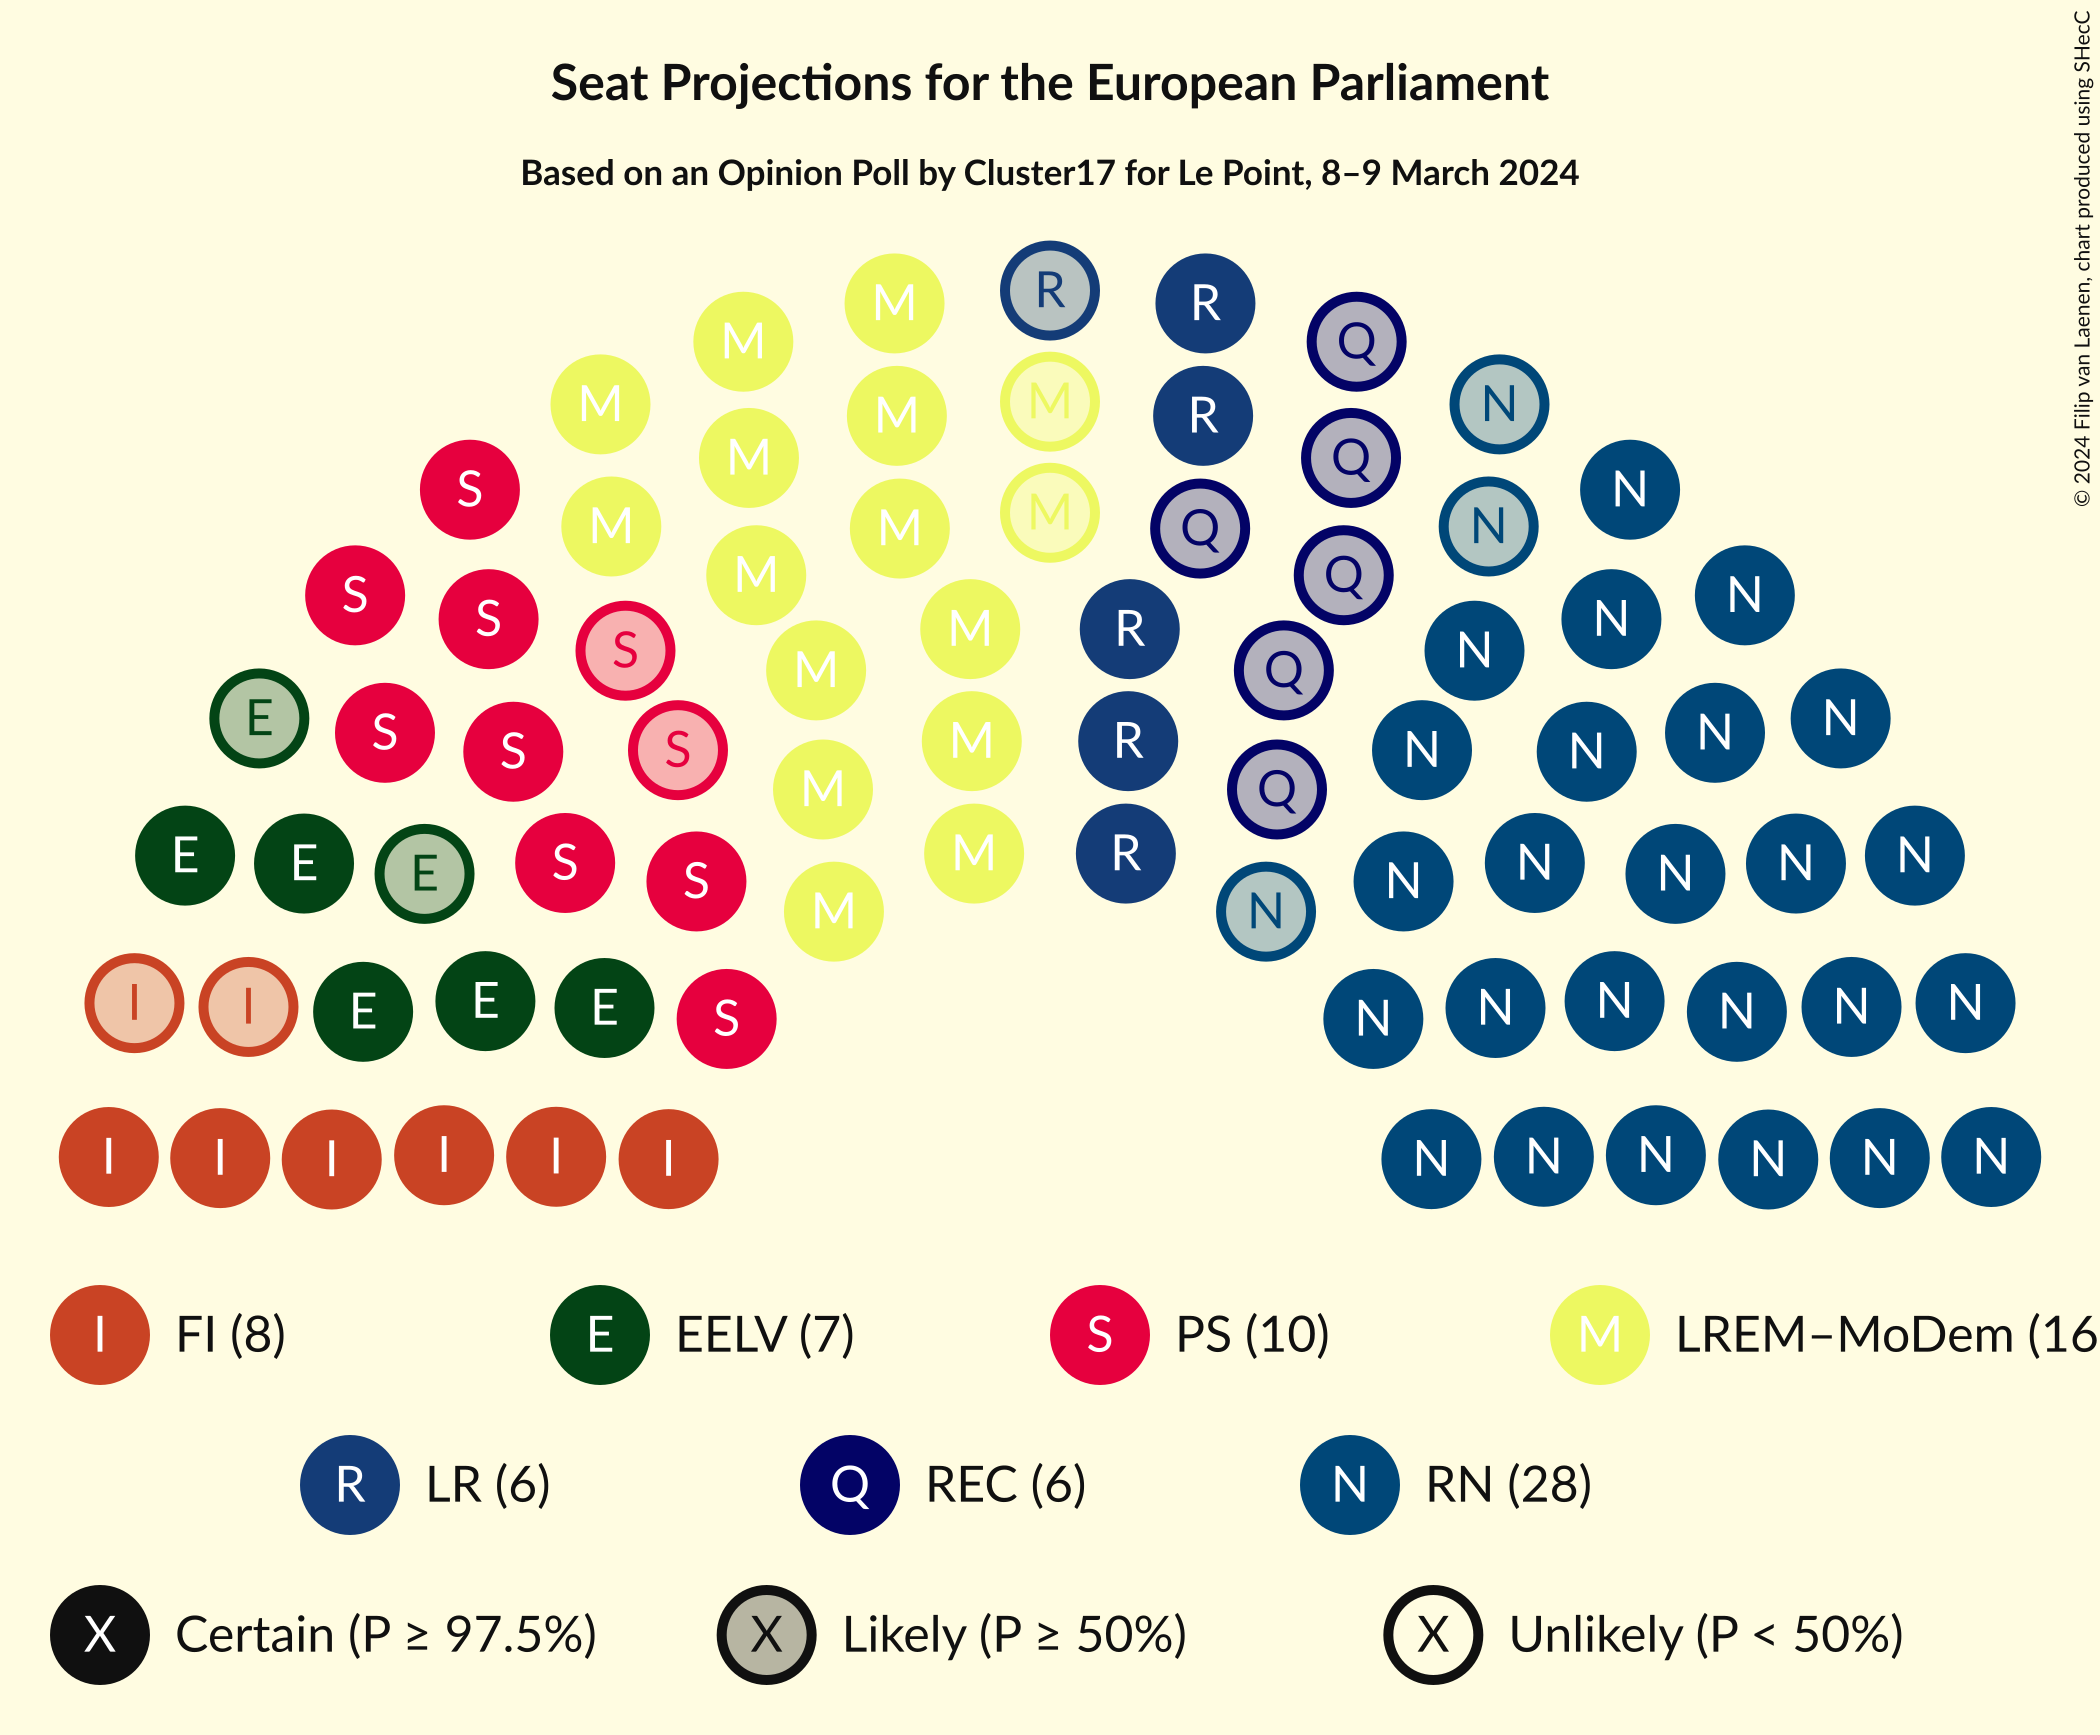 Seat Projections for the European Parliament
Based on an Opinion Poll by Cluster17 for Le Point, 8–9 March 2024
© 2024 Filip van Laenen, chart produced using SHecC
R
M R Q
M M N
M M M R Q
M M Q N
S M M Q N
S S S M M R Q N N N
E S S S M M R Q N N N N
E E E S S M M R N N N N N N
I I E E E S N N N N N N
I I I I I I N N N N N N
I FI (8) E EELV (7) S PS (10) M LREM–MoDem (16
R LR (6) Q REC (6) N RN (28)
X Certain (P ≥ 97.5%) X Likely (P ≥ 50%) X Unlikely (P < 50%)